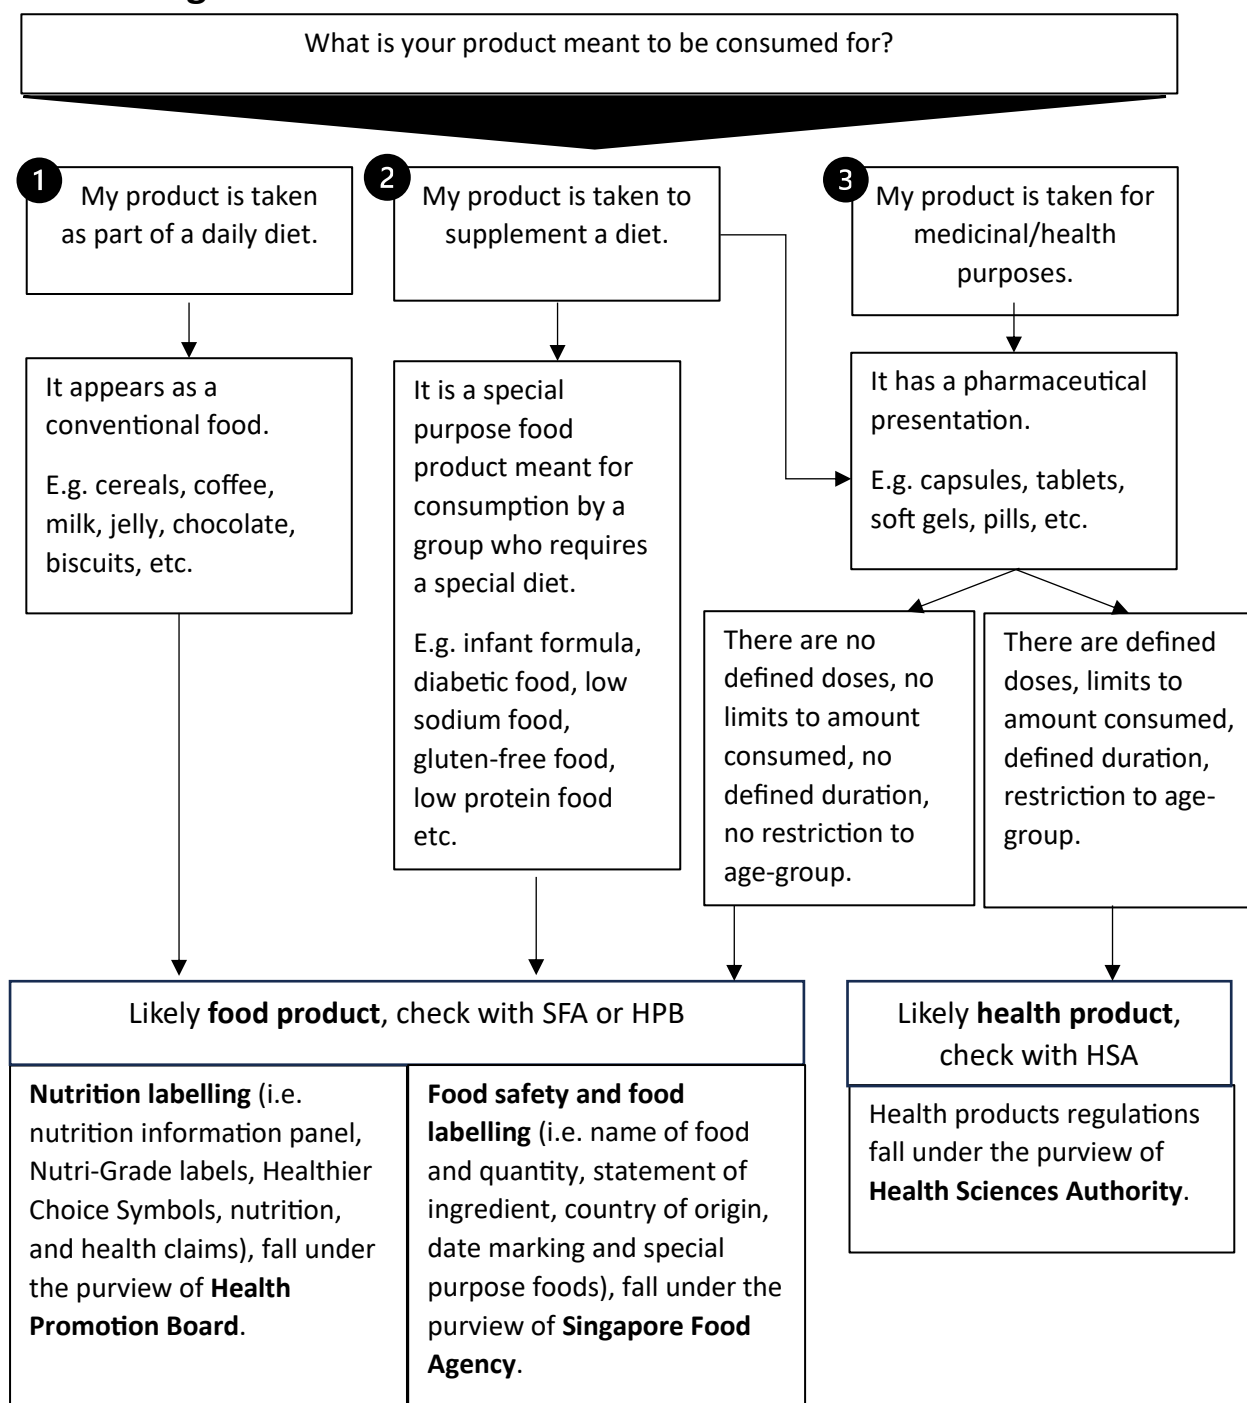 What is your product meant to be consumed for?
1
My product is taken
as part of a daily diet.
2
My product is taken to
supplement a diet.
3
My product is taken for
medicinal/health
purposes.
It appears as a
conventional food.
E.g. cereals, coffee,
milk, jelly, chocolate,
biscuits, etc.
It is a special
purpose food
product meant for
consumption by a
group who requires
a special diet.
E.g. infant formula,
diabetic food, low
sodium food,
gluten-free food,
low protein food
etc.
It has a pharmaceutical
presentation.
E.g. capsules, tablets,
soft gels, pills, etc.
There are no
defined doses, no
limits to amount
consumed, no
defined duration,
no restriction to
age-group.
There are defined
doses, limits to
amount consumed,
defined duration,
restriction to age-
group.
Likely food product, check with SFA or HPB
Nutrition labelling (i.e.
nutrition information panel,
Nutri-Grade labels, Healthier
Choice Symbols, nutrition,
and health claims), fall under
the purview of Health
Promotion Board.
Food safety and food
labelling (i.e. name of food
and quantity, statement of
ingredient, country of origin,
date marking and special
purpose foods), fall under the
purview of Singapore Food
Agency.
Likely health product,
check with HSA
Health products regulations
fall under the purview of
Health Sciences Authority.